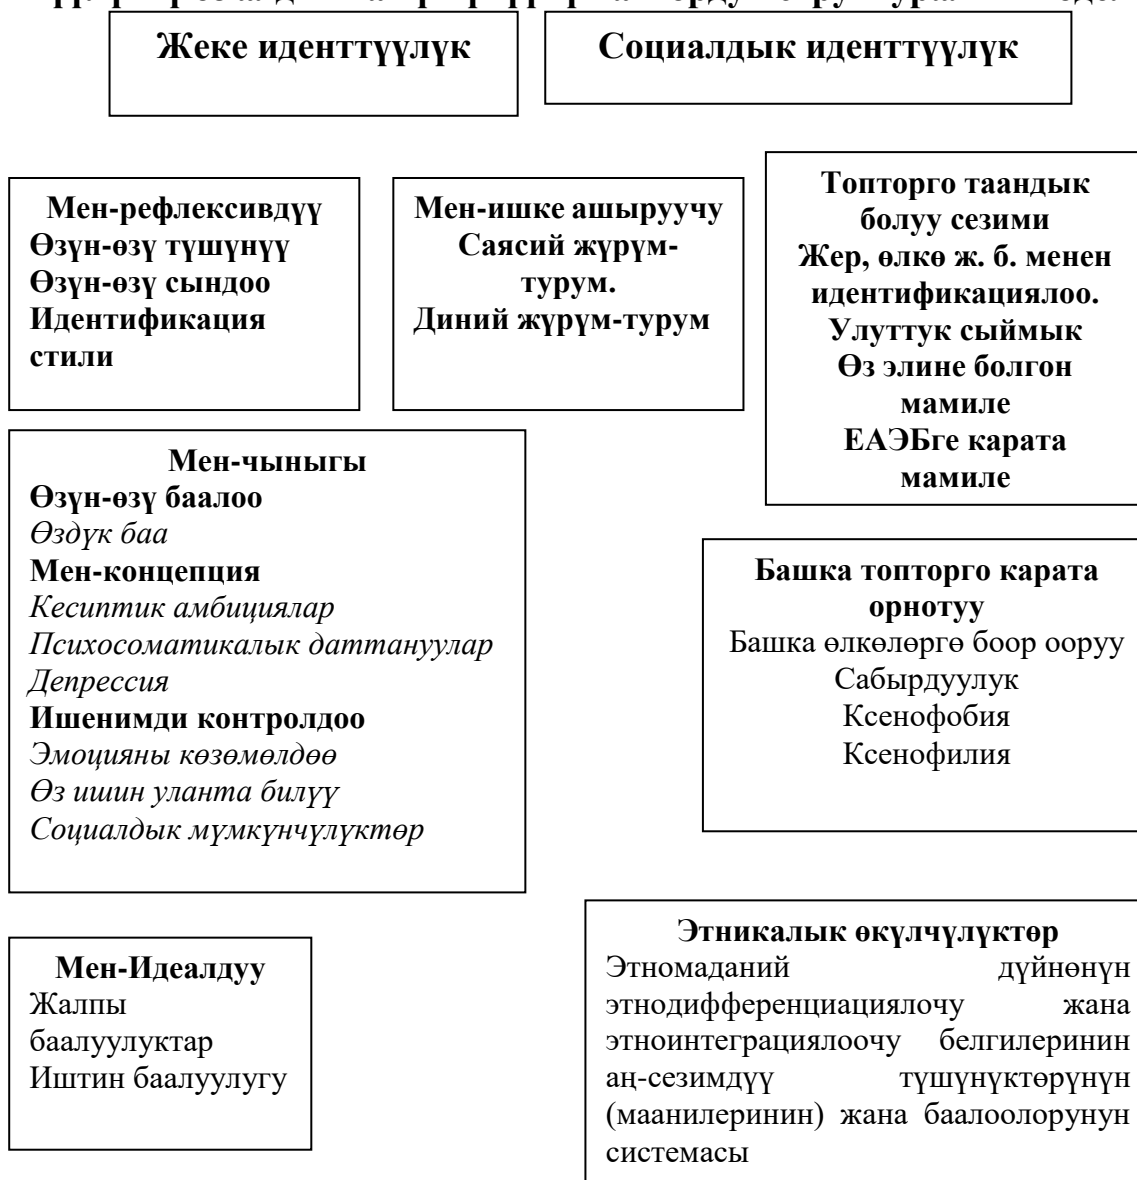 Жеке иденттүүлүк
Социалдык иденттүүлүк
Мен-рефлексивдүү
Өзүн-өзү түшүнүү
Өзүн-өзү сындоо
Идентификация
стили
Мен-ишке ашыруучу
Саясий жүрүм-
турум.
Диний жүрүм-турум
Топторго таандык
болуу сезими
Жер, өлкө ж. б. менен
идентификациялоо.
Улуттук сыймык
Өз элине болгон
мамиле
ЕАЭБге карата
мамиле
Мен-чыныгы
Өзүн-өзү баалоо
Өздүк баа
Мен-концепция
Кесиптик амбициялар
Психосоматикалык даттануулар
Депрессия
Ишенимди контролдоо
Эмоцияны көзөмөлдөө
Өз ишин уланта билүү
Социалдык мүмкүнчүлүктөр
Башка топторго карата
орнотуу
Башка өлкөлөргө боор ооруу
Сабырдуулук
Ксенофобия
Ксенофилия
Мен-Идеалдуу
Жалпы
баалуулуктар
Иштин баалуулугу
Этникалык өкүлчүлүктөр
Этномаданий дүйнөнүн
этнодифференциациялочу жана
этноинтеграциялоочу белгилеринин
аң-сезимдүү түшүнүктөрүнүн
(маанилеринин) жана баалоолорунун
системасы